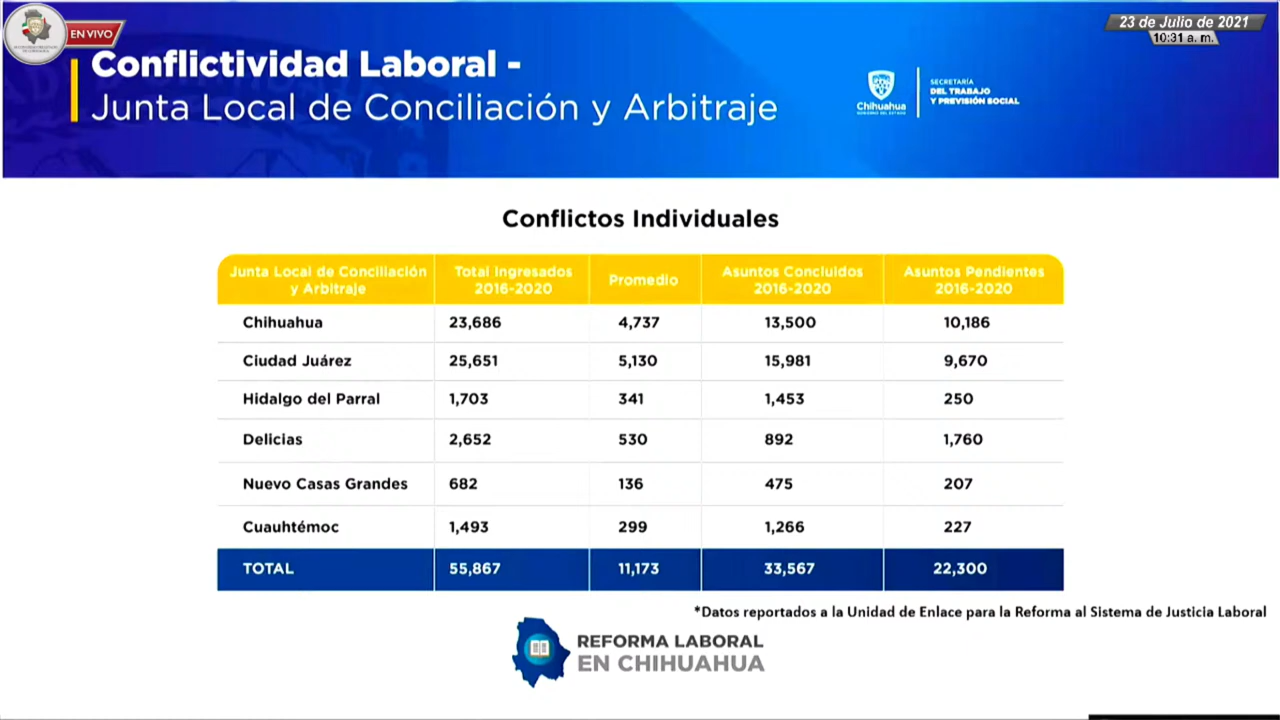 EN VIVO
23 de Julio de 2021
10:31 a. m.
Conflictividad Laboral -
Junta Local de Conciliación y Arbitraje
Chihuahua
GOBIERNO DEL ESTADO
SECRETARÍA
DEL TRABAJO
Y PREVISIÓN SOCIAL
Conflictos Individuales
Junta Local de Conciliación y Arbitraje | Total Ingresados 2016-2020 | Promedio | Asuntos Concluidos 2016-2020 | Asuntos Pendientes 2016-2020
Chihuahua 23,686 4,737 13,500 10,186
Ciudad Juárez 25,651 5,130 15,981 9,670
Hidalgo del Parral 1,703 341 1,453 250
Delicias 2,652 530 892 1,760
Nuevo Casas Grandes 682 136 475 207
Cuauhtémoc 1,493 299 1,266 227
TOTAL 55,867 11,173 33,567 22,300
*Datos reportados a la Unidad de Enlace para la Reforma al Sistema de Justicia Laboral
REFORMA LABORAL
EN CHIHUAHUA